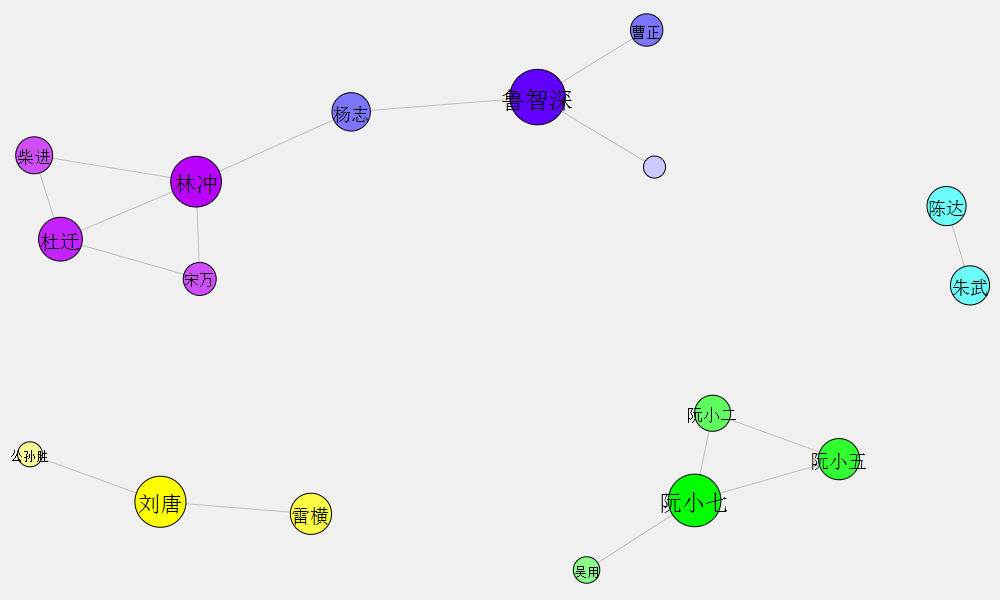 曹正
鲁智深
杨志
柴进
林冲
陈达
杜迁
宋万
朱武
阮小二
公孙胜
阮小五
刘唐
阮小七
雷横
吴用